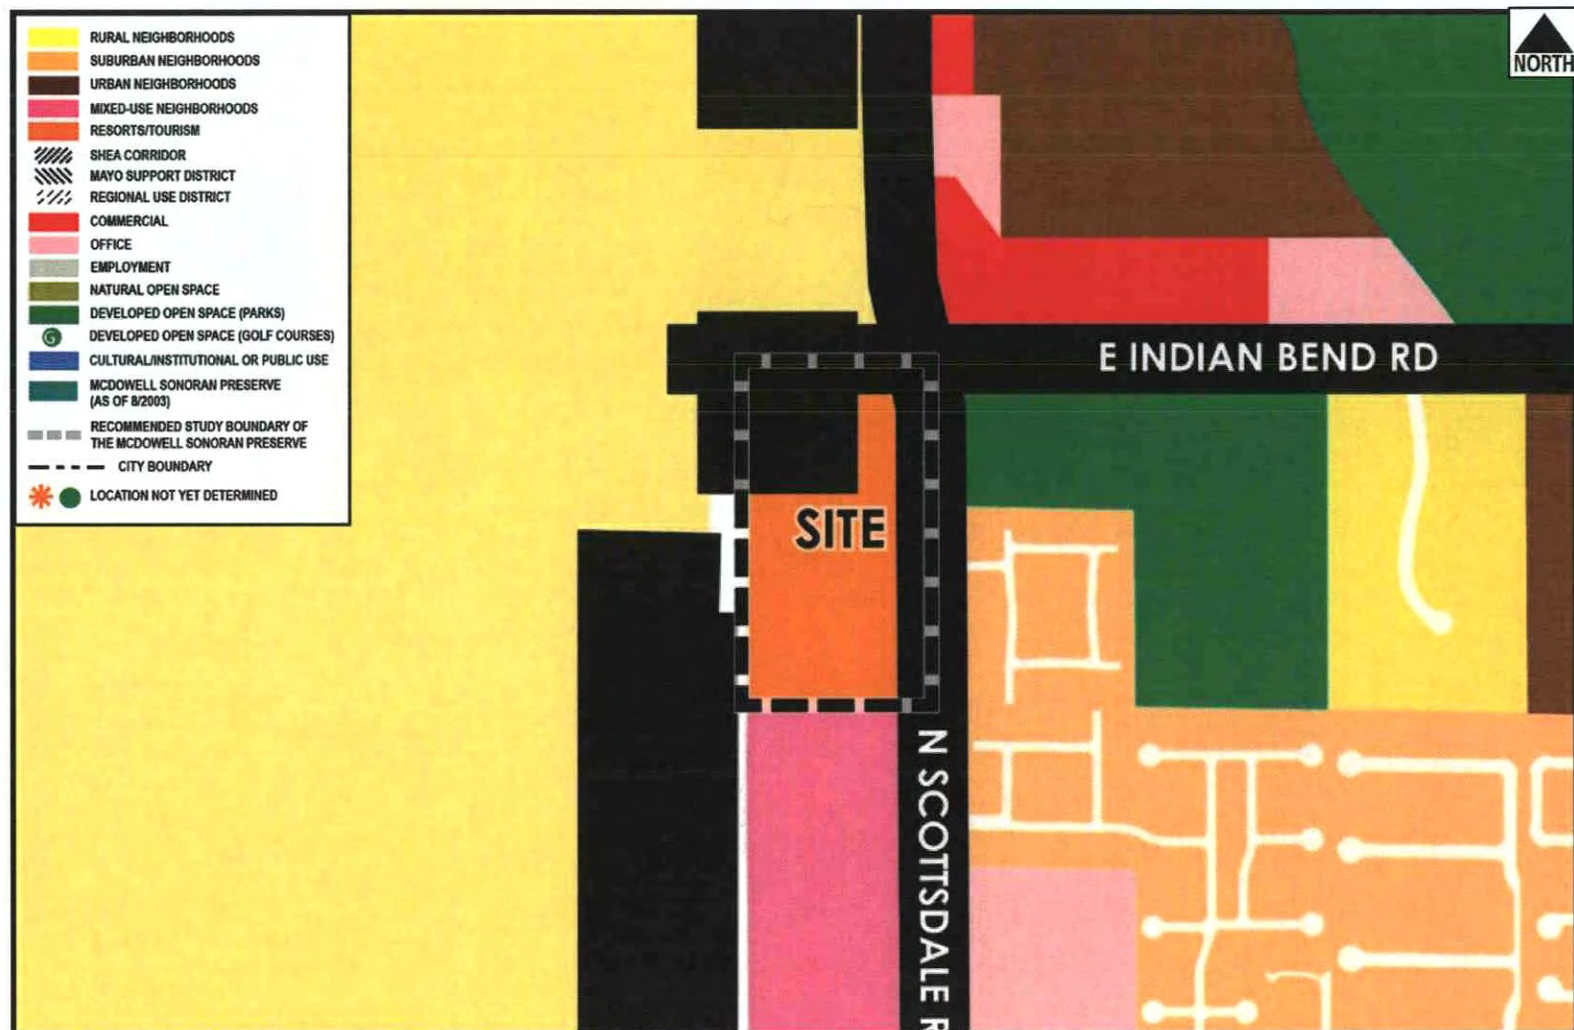 RURAL NEIGHBORHOODS
SUBURBAN NEIGHBORHOODS
URBAN NEIGHBORHOODS
MIXED-USE NEIGHBORHOODS
RESORTS/TOURISM
SHEA CORRIDOR
MAYO SUPPORT DISTRICT
REGIONAL USE DISTRICT
COMMERCIAL
OFFICE
EMPLOYMENT
NATURAL OPEN SPACE
DEVELOPED OPEN SPACE (PARKS)
G DEVELOPED OPEN SPACE (GOLF COURSES)
CULTURAL/INSTITUTIONAL OR PUBLIC USE
MCDOWELL SONORAN PRESERVE
(AS OF 8/2003)
RECOMMENDED STUDY BOUNDARY OF
THE MCDOWELL SONORAN PRESERVE
CITY BOUNDARY
LOCATION NOT YET DETERMINED
NORTH
E INDIAN BEND RD
SITE
N SCOTTSDALE R